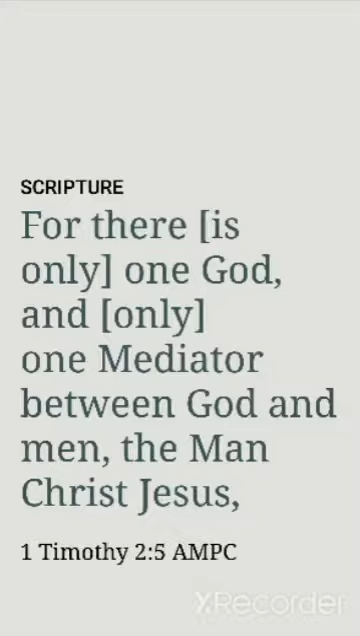 SCRIPTURE
For there [is
only] one God,
and [only]
one Mediator
between God and
men, the Man
Christ Jesus,
1 Timothy 2:5 AMPC
XRecorder